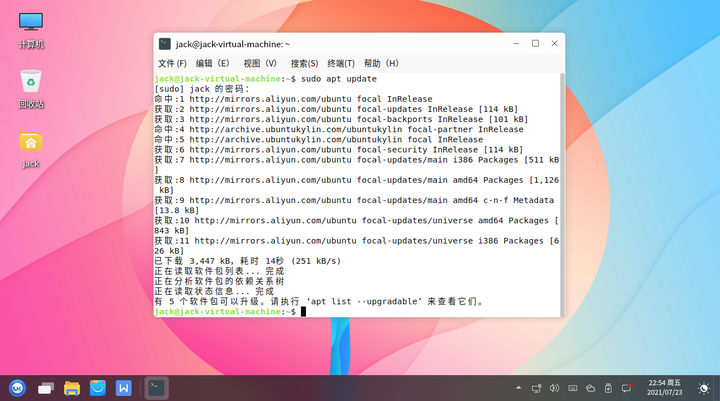 计算机
回收站
jack
jack@jack-virtual-machine: ~
文件(F) 编辑(E) 视图(V) 搜索(S) 终端(T) 帮助(H)
jack@jack-virtual-machine:~$ sudo apt update
[sudo] jack 的密码：
命中:1 http://mirrors.aliyun.com/ubuntu focal InRelease
获取:2 http://mirrors.aliyun.com/ubuntu focal-updates InRelease [114 kB]
获取:3 http://mirrors.aliyun.com/ubuntu focal-backports InRelease [101 kB]
命中:4 http://archive.ubuntukylin.com/ubuntukylin focal-partner InRelease
命中:5 http://archive.ubuntukylin.com/ubuntukylin focal InRelease
获取:6 http://mirrors.aliyun.com/ubuntu focal-security InRelease [114 kB]
获取:7 http://mirrors.aliyun.com/ubuntu focal-updates/main i386 Packages [511 kB
]
获取:8 http://mirrors.aliyun.com/ubuntu focal-updates/main amd64 Packages [1,126
 kB]
获取:9 http://mirrors.aliyun.com/ubuntu focal-updates/main amd64 c-n-f Metadata
[13.8 kB]
获取:10 http://mirrors.aliyun.com/ubuntu focal-updates/universe amd64 Packages [
843 kB]
获取:11 http://mirrors.aliyun.com/ubuntu focal-updates/universe i386 Packages [6
26 kB]
已下载 3,447 kB，耗时 14秒 (251 kB/s)
正在读取软件包列表... 完成
正在分析软件包的依赖关系树
正在读取状态信息... 完成
有 5 个软件包可以升级。请执行 ‘apt list --upgradable’ 来查看它们。
jack@jack-virtual-machine:~$
22:54 周五
2021/07/23